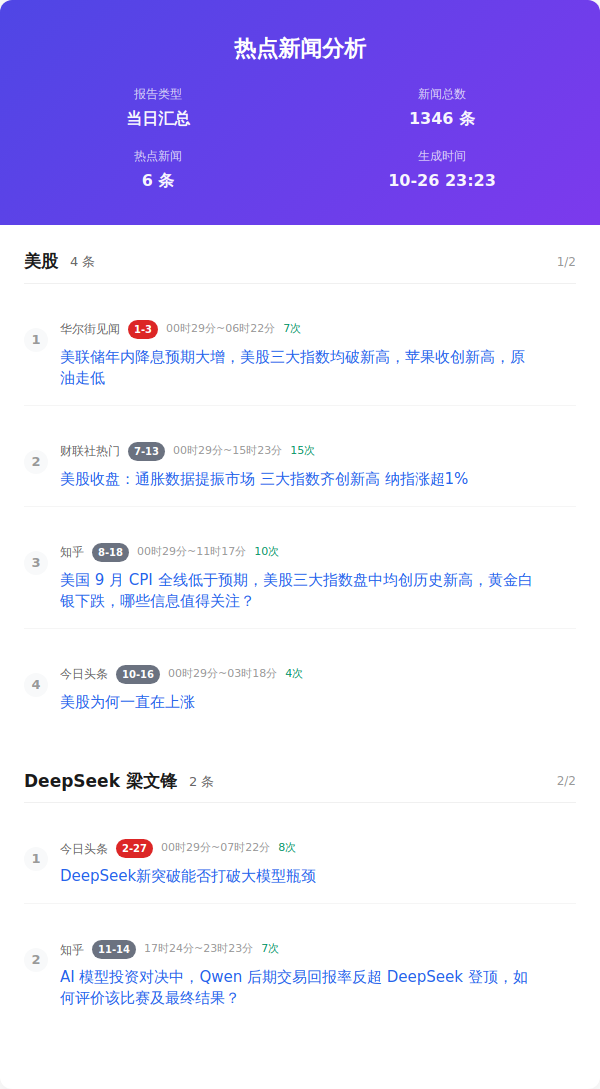 热点新闻分析
报告类型
当日汇总
新闻总数
1346 条
热点新闻
6 条
生成时间
10-26 23:23
美股 4 条 1/2
1
华尔街见闻 1-3 00时29分~06时22分 7次
美联储年内降息预期大增，美股三大指数均破新高，苹果收创新高，原
油走低
2
财联社热门 7-13 00时29分~15时23分 15次
美股收盘：通胀数据提振市场 三大指数齐创新高 纳指涨超1%
3
知乎 8-18 00时29分~11时17分 10次
美国 9 月 CPI 全线低于预期，美股三大指数盘中均创历史新高，黄金白
银下跌，哪些信息值得关注？
4
今日头条 10-16 00时29分~03时18分 4次
美股为何一直在上涨
DeepSeek 梁文锋 2 条 2/2
1
今日头条 2-27 00时29分~07时22分 8次
DeepSeek新突破能否打破大模型瓶颈
2
知乎 11-14 17时24分~23时23分 7次
AI 模型投资对决中，Qwen 后期交易回报率反超 DeepSeek 登顶，如
何评价该比赛及最终结果？